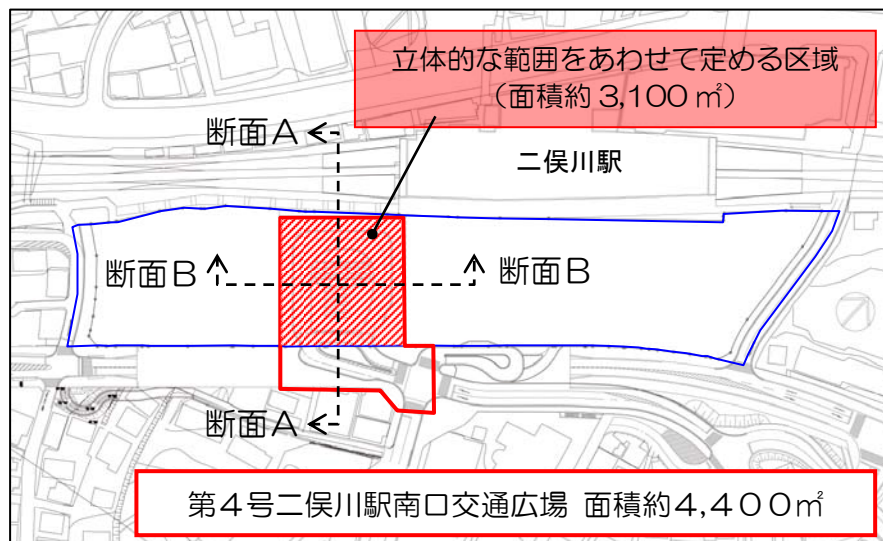 立体的な範囲をあわせて定める区域
（面積約3,100㎡）
断面A
二俣川駅
断面B
断面B
断面A
第4号二俣川駅南口交通広場 面積約4,400㎡